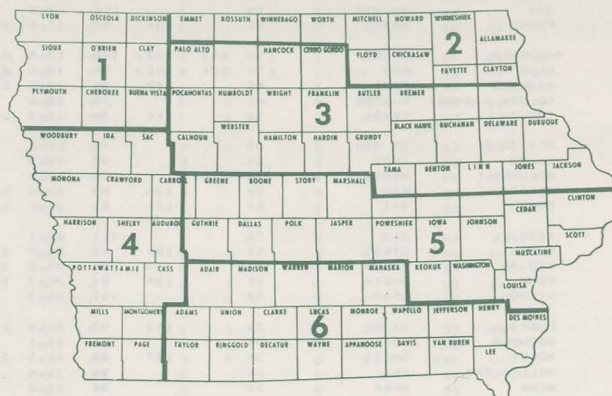 LYON OSCEOLA DICKINSON EMMET KOSSUTH WINNEBAGO WORTH MITCHELL HOWARD WINNESHIEK ALLAMAKEE
SIOUX O'BRIEN CLAY PALO ALTO HANCOCK CERRO GORDO FLOYD CHICKASAW 2
1 FAYETTE CLAYTON
PLYMOUTH CHEROKEE BUENA VISTA POCAHONTAS HUMBOLDT WRIGHT FRANKLIN BUTLER BREMER
3
WEBSTER BLACK HAWK BUCHANAN DELAWARE DUBUQUE
WOODBURY IDA SAC CALHOUN HAMILTON HARDIN GRUNDY
TAMA BENTON LINN JONES JACKSON
MONONA CRAWFORD CARROL GREENE BOONE STORY MARSHALL
CLINTON
CEDAR
HARRISON SHELBY AUDUBON GUTHRIE DALLAS POLK JASPER POWESHIEK IOWA JOHNSON
SCOTT
4 5
MUSCATINE
POTTAWATTAMIE CASS ADAIR MADISON WARREN MARION MAHASKA KEOKUK WASHINGTON
LOUISA
MILLS MONTGOMERY ADAMS UNION CLARKE LUCAS MONROE WAPELLO JEFFERSON HENRY
DES MOINES
6
FREMONT PAGE TAYLOR RINGGOLD DECATUR WAYNE APPANOOSE DAVIS VAN BUREN LEE